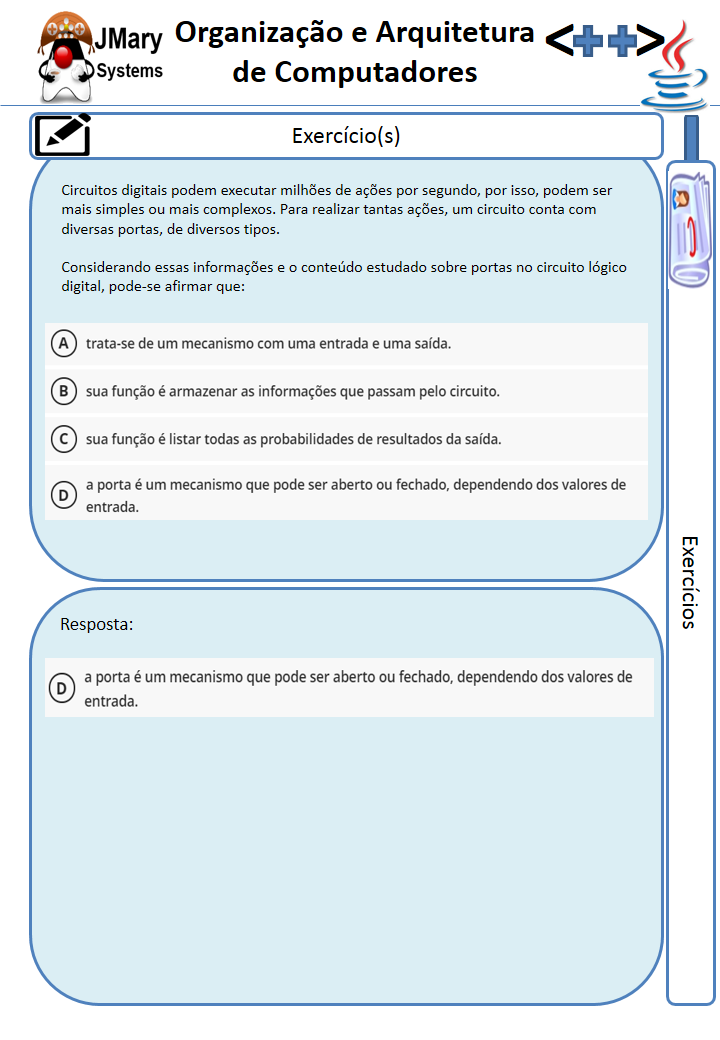 JMary
Systems
Organização e Arquitetura
de Computadores
<++>
Exercício(s)
Circuitos digitais podem executar milhões de ações por segundo, por isso, podem ser
mais simples ou mais complexos. Para realizar tantas ações, um circuito conta com
diversas portas, de diversos tipos.
Considerando essas informações e o conteúdo estudado sobre portas no circuito lógico
digital, pode-se afirmar que:
A trata-se de um mecanismo com uma entrada e uma saída.
B sua função é armazenar as informações que passam pelo circuito.
C sua função é listar todas as probabilidades de resultados da saída.
D a porta é um mecanismo que pode ser aberto ou fechado, dependendo dos valores de
entrada.
Resposta:
D a porta é um mecanismo que pode ser aberto ou fechado, dependendo dos valores de
entrada.
Exercícios